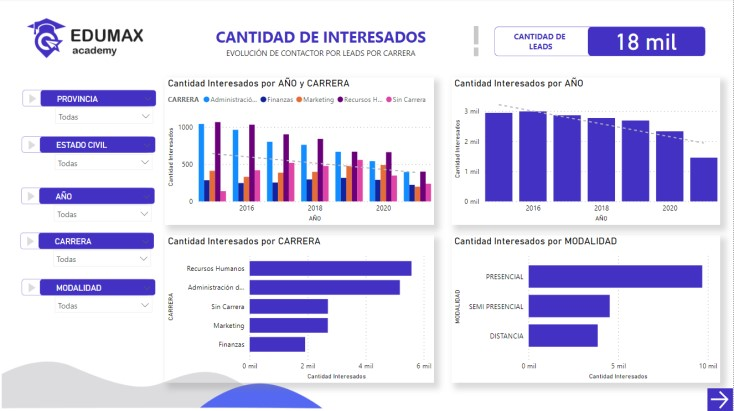 EDUMAX
academy
CANTIDAD DE INTERESADOS
EVOLUCIÓN DE CONTACTOR POR LEADS POR CARRERA
CANTIDAD DE
LEADS
18 mil
PROVINCIA
Todas
ESTADO CIVIL
Todas
AÑO
Todas
CARRERA
Todas
MODALIDAD
Todas
Cantidad Interesados por AÑO y CARRERA
CARRERA Administració... Finanzas Marketing Recursos H... Sin Carrera
Cantidad Interesados
1000
500
0
2016 2018 2020
AÑO
Cantidad Interesados por AÑO
Cantidad Interesados
3 mil
2 mil
1 mil
0 mil
2016 2018 2020
AÑO
Cantidad Interesados por CARRERA
CARRERA
Recursos Humanos
Administración d...
Sin Carrera
Marketing
Finanzas
0 mil 2 mil 4 mil 6 mil
Cantidad Interesados
Cantidad Interesados por MODALIDAD
MODALIDAD
PRESENCIAL
SEMI PRESENCIAL
DISTANCIA
0 mil 5 mil 10 mil
Cantidad Interesados